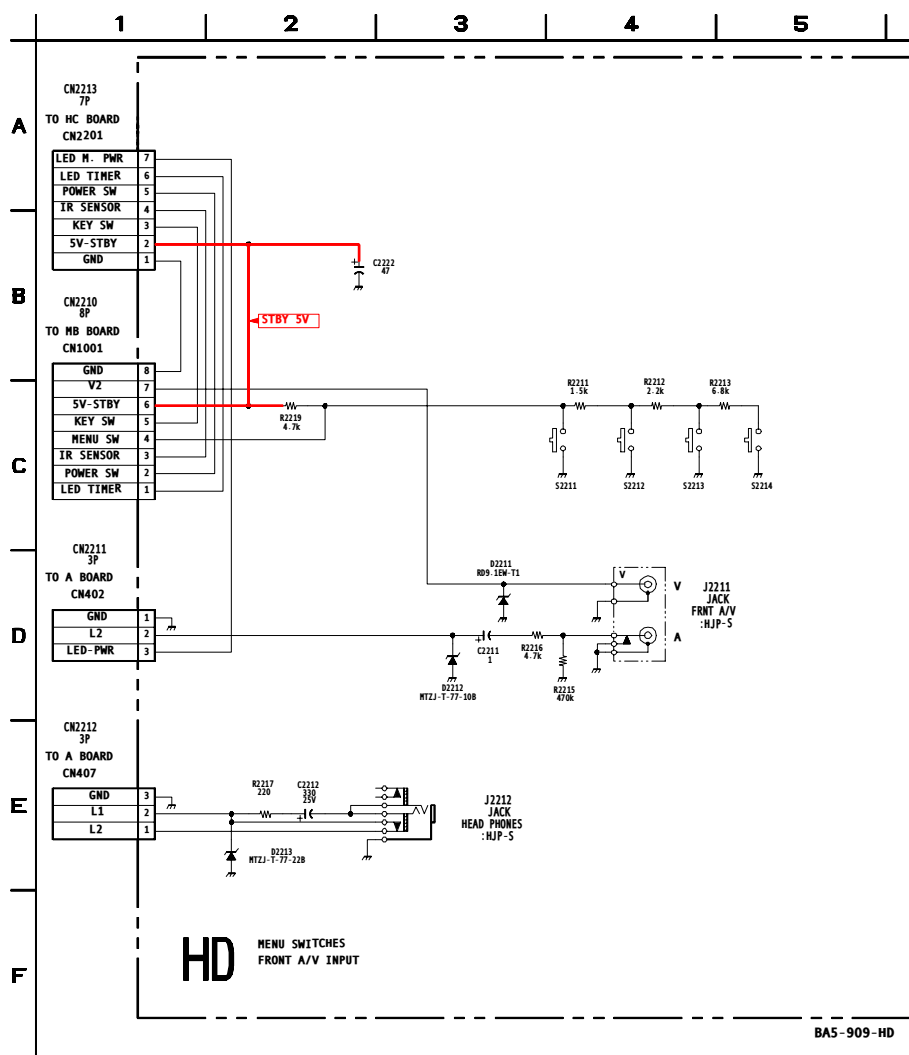 1 2 3 4 5
A
B
C
D
E
F
CN2213
7P
TO HC BOARD
CN2201
LED M. PWR 7
LED TIMER 6
POWER SW 5
IR SENSOR 4
KEY SW 3
5V-STBY 2
GND 1
+
C2222
47
STBY 5V
CN2210
8P
TO MB BOARD
CN1001
GND 8
V2 7
5V-STBY 6
KEY SW 5
MENU SW 4
IR SENSOR 3
POWER SW 2
LED TIMER 1
R2219
4.7k
R2211
1.5k
R2212
2.2k
R2213
6.8k
S2211
S2212
S2213
S2214
CN2211
3P
TO A BOARD
CN402
GND 1
L2 2
LED-PWR 3
D2211
RD9.1EW-T1
D2212
MTZJ-T-77-10B
+
C2211
1
R2216
4.7k
R2215
470k
V
V
A
J2211
JACK
FRNT A/V
:HJP-S
CN2212
3P
TO A BOARD
CN407
GND 3
L1 2
L2 1
R2217
220
C2212
330
25V
+
D2213
MTZJ-T-77-22B
J2212
JACK
HEAD PHONES
:HJP-S
HD
MENU SWITCHES
FRONT A/V INPUT
BA5-909-HD